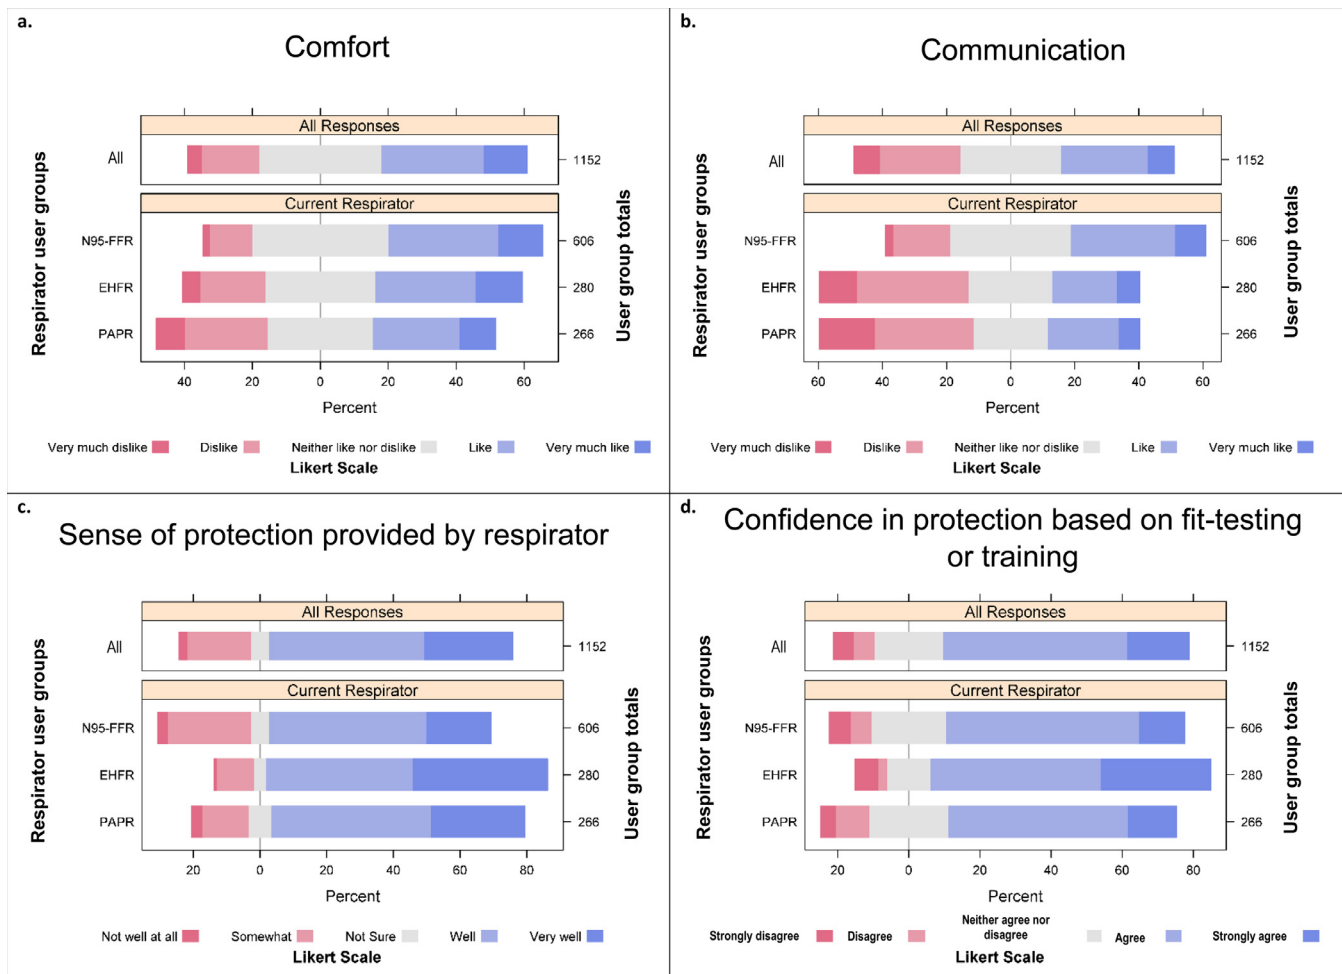 a.
Comfort
All Responses
All
1152
Current Respirator
N95-FFR
606
EHFR
280
PAPR
266
Respirator user groups
User group totals
40 20 0 20 40 60
Percent
Very much dislike Dislike Neither like nor dislike Like Very much like
Likert Scale
b.
Communication
All Responses
All
1152
Current Respirator
N95-FFR
606
EHFR
280
PAPR
266
Respirator user groups
User group totals
60 40 20 0 20 40 60
Percent
Very much dislike Dislike Neither like nor dislike Like Very much like
Likert Scale
c.
Sense of protection provided by respirator
All Responses
All
1152
Current Respirator
N95-FFR
606
EHFR
280
PAPR
266
Respirator user groups
User group totals
20 0 20 40 60 80
Percent
Not well at all Somewhat Not Sure Well Very well
Likert Scale
d.
Confidence in protection based on fit-testing
or training
All Responses
All
1152
Current Respirator
N95-FFR
606
EHFR
280
PAPR
266
Respirator user groups
User group totals
20 0 20 40 60 80
Percent
Strongly disagree Disagree Neither agree nor
disagree Agree Strongly agree
Likert Scale